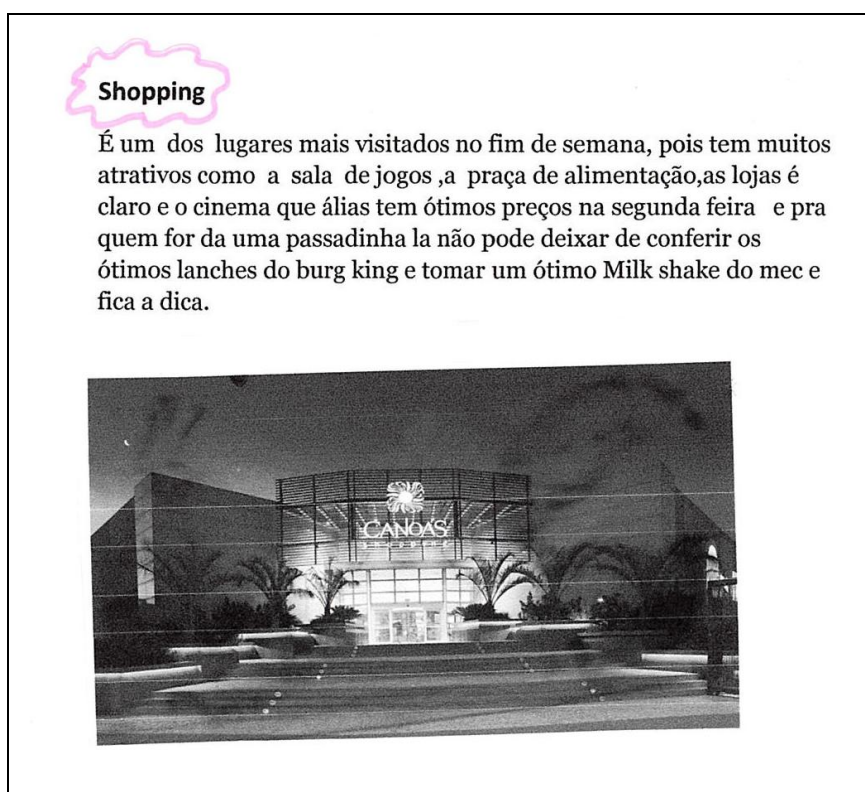 Shopping
É um dos lugares mais visitados no fim de semana, pois tem muitos
atrativos como a sala de jogos ,a praça de alimentação,as lojas é
claro e o cinema que álias tem ótimos preços na segunda feira e pra
quem for da uma passadinha la não pode deixar de conferir os
ótimos lanches do burg king e tomar um ótimo Milk shake do mec e
fica a dica.
CANOAS
SHOPPING